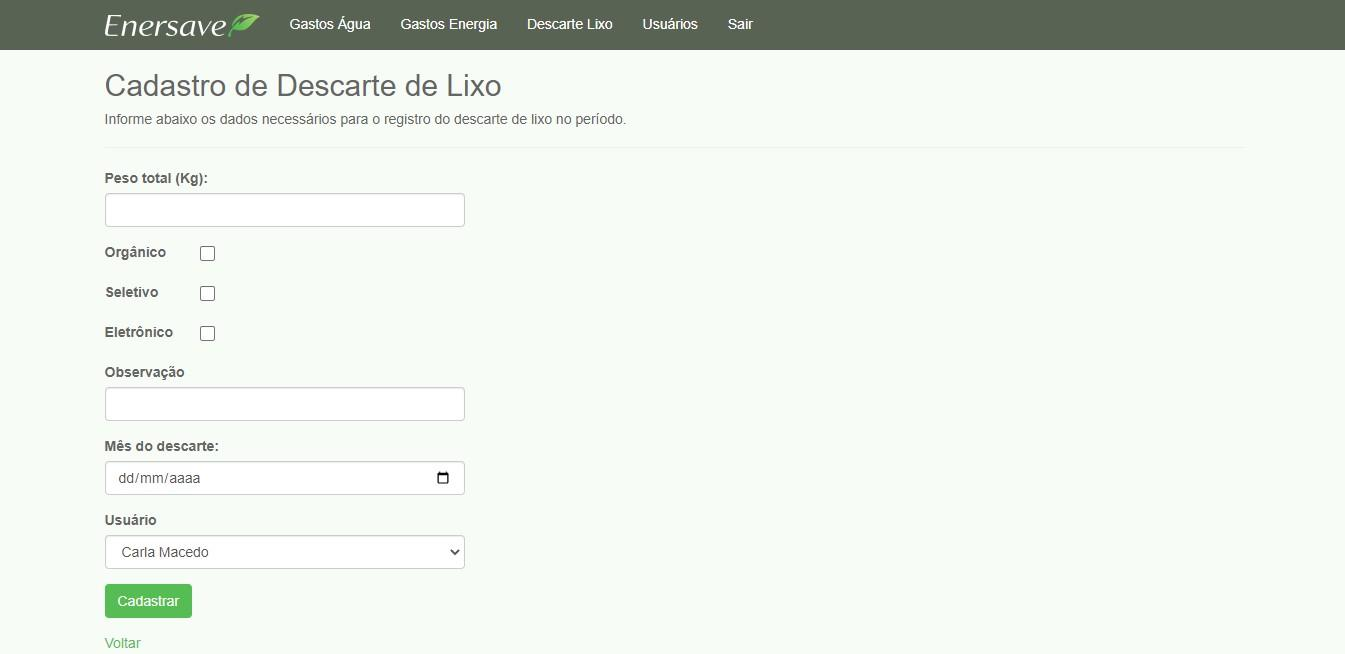 Enersave Gastos Água Gastos Energia Descarte Lixo Usuários Sair
Cadastro de Descarte de Lixo
Informe abaixo os dados necessários para o registro do descarte de lixo no período.
Peso total (Kg):
Orgânico
Seletivo
Eletrônico
Observação
Mês do descarte:
dd/mm/aaaa
Usuário
Carla Macedo
Cadastrar
Voltar